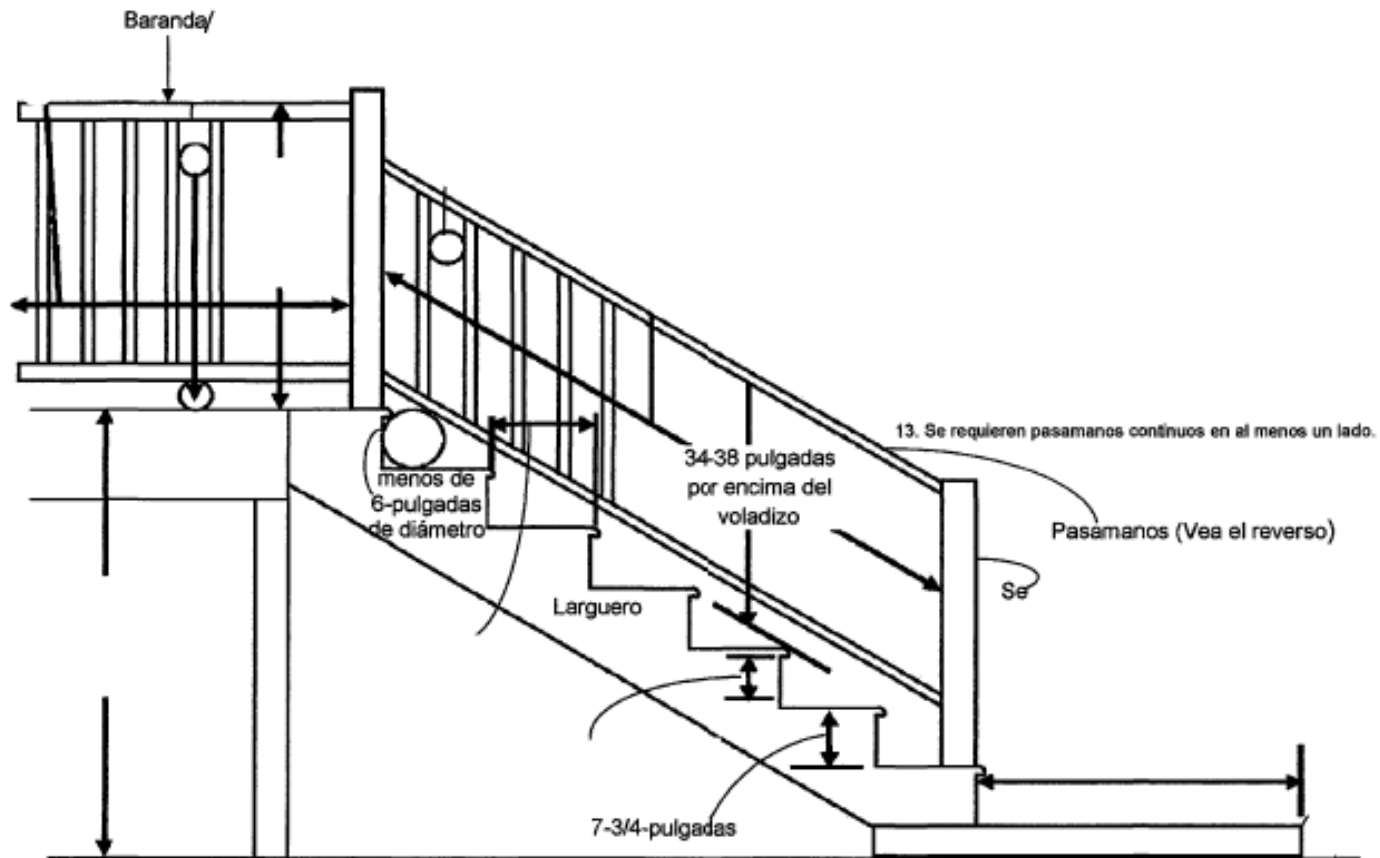 Baranda/
13. Se requieren pasamanos continuos en al menos un lado.
34-38 pulgadas
por encima del
voladizo
menos de
6-pulgadas
de diámetro
Pasamanos (Vea el reverso)
Se
Larguero
7-3/4-pulgadas